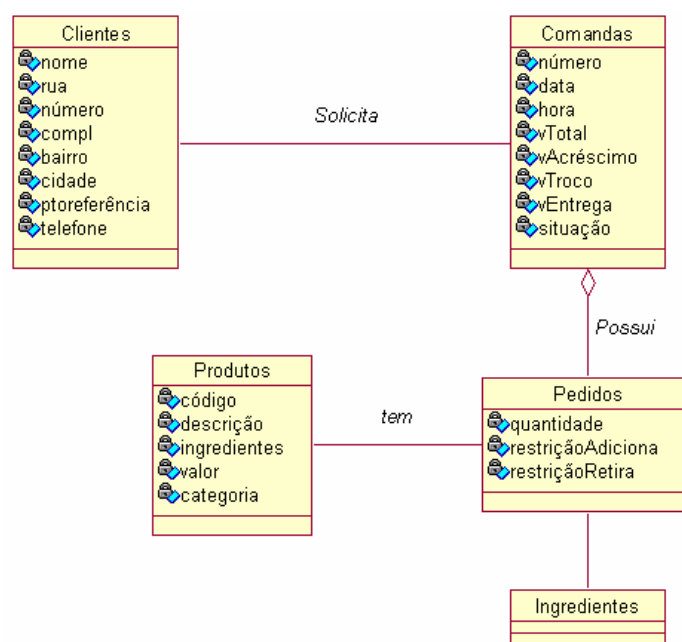 Clientes
nome
rua
número
compl
bairro
cidade
ptoreferência
telefone
Solicita
Comandas
número
data
hora
vTotal
vAcréscimo
vTroco
vEntrega
situação
Possui
Produtos
código
descrição
ingredientes
valor
categoria
tem
Pedidos
quantidade
restriçãoAdiciona
restriçãoRetira
Ingredientes